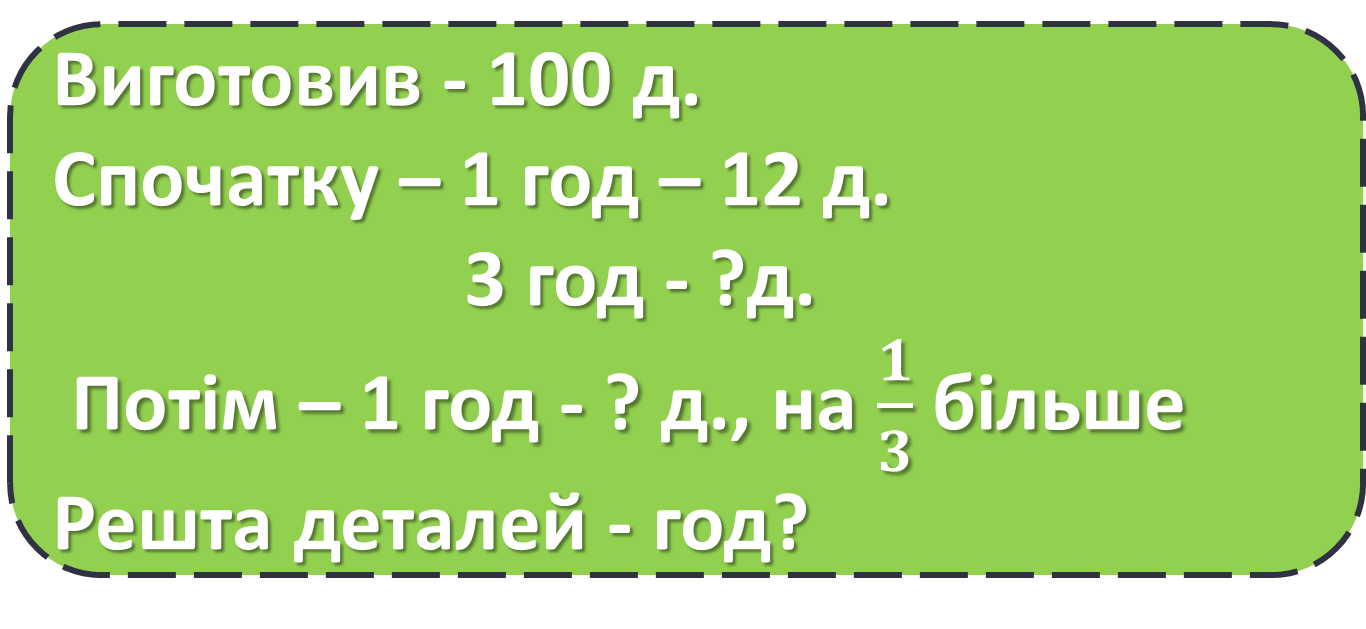 Виготовив - 100 д.
Спочатку – 1 год – 12 д.
3 год - ?д.
Потім – 1 год - ? д., на 1/3 більше
Решта деталей - год?